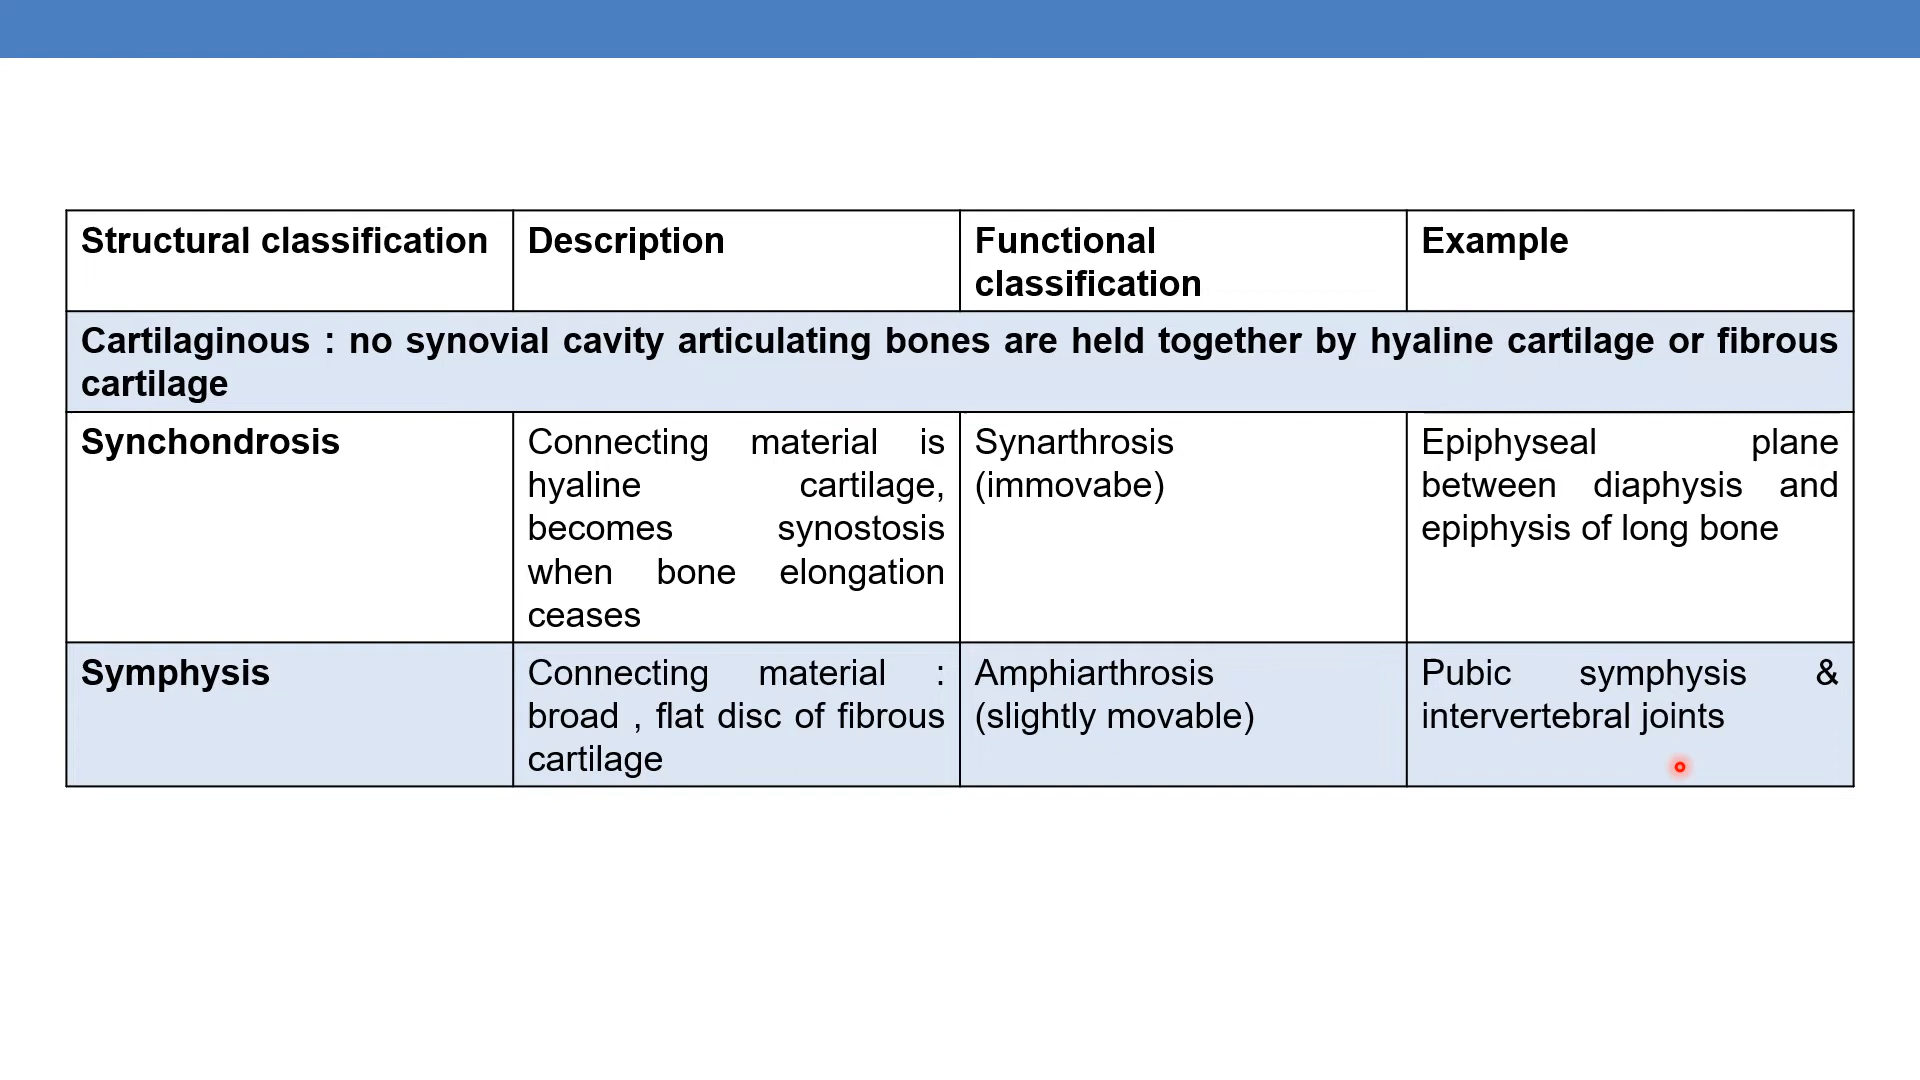 Structural classification
Description
Functional
classification
Example
Cartilaginous : no synovial cavity articulating bones are held together by hyaline cartilage or fibrous
cartilage
Synchondrosis
Connecting material is
hyaline cartilage,
becomes synostosis
when bone elongation
ceases
Synarthrosis
(immovabe)
Epiphyseal plane
between diaphysis and
epiphysis of long bone
Symphysis
Connecting material :
broad , flat disc of fibrous
cartilage
Amphiarthrosis
(slightly movable)
Pubic symphysis &
intervertebral joints